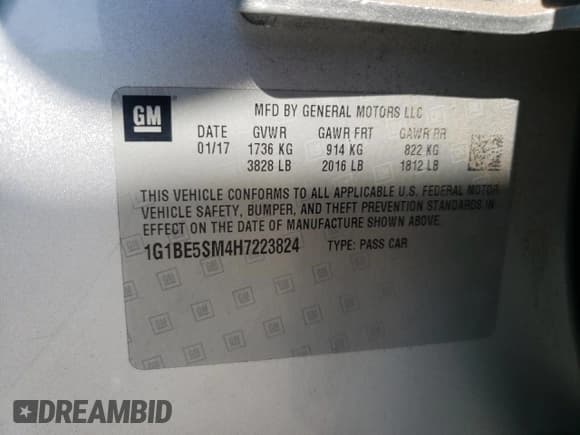 GM
MFD BY GENERAL MOTORS LLC
DATE GVWR GAWR FRT GAWR RR
01/17 1736 KG 914 KG 822 KG
3828 LB 2016 LB 1812 LB
THIS VEHICLE CONFORMS TO ALL APPLICABLE U.S. FEDERAL MOTOR
VEHICLE SAFETY, BUMPER, AND THEFT PREVENTION STANDARDS IN
EFFECT ON THE DATE OF MANUFACTURE SHOWN ABOVE.
1G1BE5SM4H7223824 TYPE: PASS CAR
DREAMBID